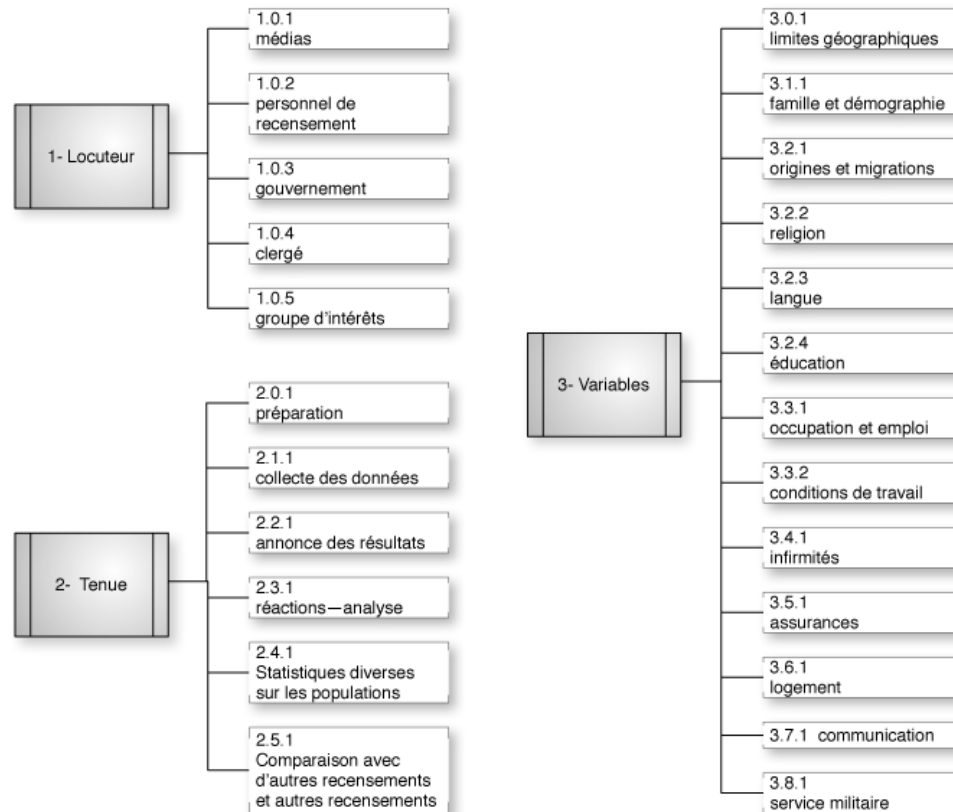 1- Locuteur
1.0.1
médias
1.0.2
personnel de
recensement
1.0.3
gouvernement
1.0.4
clergé
1.0.5
groupe d'intérêts
2- Tenue
2.0.1
préparation
2.1.1
collecte des données
2.2.1
annonce des résultats
2.3.1
réactions—analyse
2.4.1
Statistiques diverses
sur les populations
2.5.1
Comparaison avec
d'autres recensements
et autres recensements
3- Variables
3.0.1
limites géographiques
3.1.1
famille et démographie
3.2.1
origines et migrations
3.2.2
religion
3.2.3
langue
3.2.4
éducation
3.3.1
occupation et emploi
3.3.2
conditions de travail
3.4.1
infirmités
3.5.1
assurances
3.6.1
logement
3.7.1 communication
3.8.1
service militaire